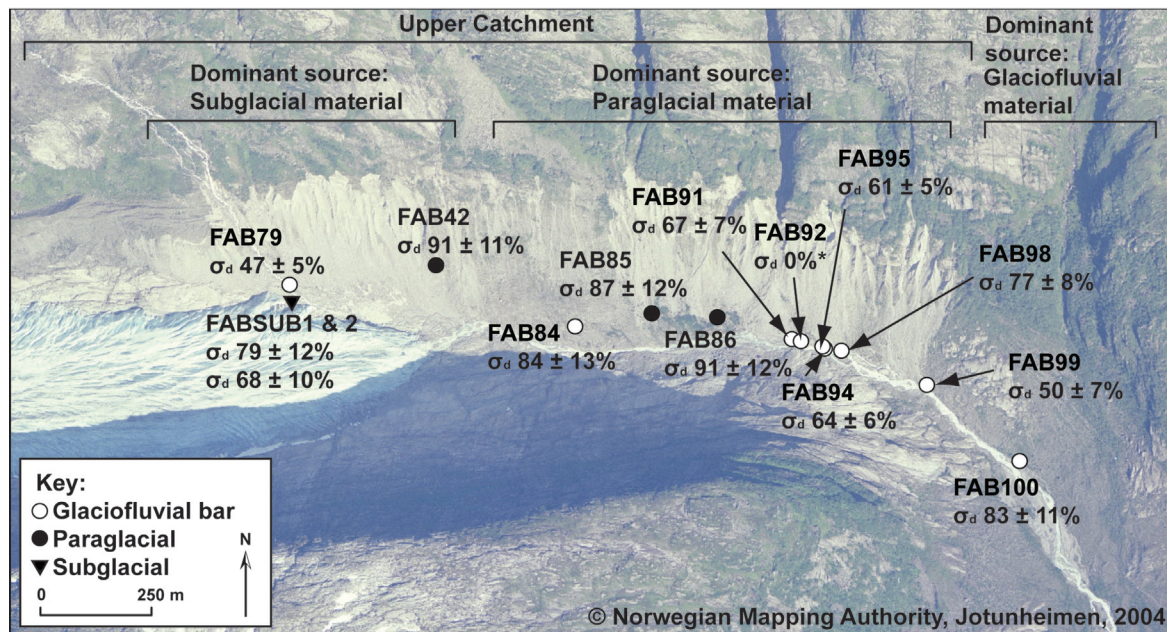 Upper Catchment
Dominant source:
Subglacial material
Dominant source:
Paraglacial material
Dominant
source:
Glaciofluvial
material
FAB95
σd 61 ± 5%
FAB91
σd 67 ± 7%
FAB92
σd 0%*
FAB42
σd 91 ± 11%
FAB79
σd 47 ± 5%
FAB85
σd 87 ± 12%
FAB98
σd 77 ± 8%
FABSUB1 & 2
σd 79 ± 12%
σd 68 ± 10%
FAB84
σd 84 ± 13%
FAB86
σd 91 ± 12%
FAB94
σd 64 ± 6%
FAB99
σd 50 ± 7%
FAB100
σd 83 ± 11%
Key:
Glaciofluvial bar
Paraglacial
Subglacial
N
0 250 m
© Norwegian Mapping Authority, Jotunheimen, 2004